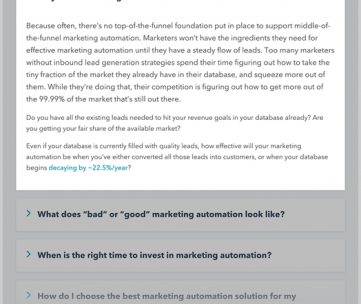 Because often, there's no top-of-the-funnel foundation put in place to support middle-of-
the-funnel marketing automation. Marketers won't have the ingredients they need for
effective marketing automation until they have a steady flow of leads. Too many marketers
without inbound lead generation strategies spend their time figuring out how to take the
tiny fraction of the market they already have in their database, and squeeze more out of
them. While they're doing that, their competition is figuring out how to get more out of
the 99.99% of the market that's still out there.
Do you have all the existing leads needed to hit your revenue goals in your database already? Are
you getting your fair share of the available market?
Even if your database is currently filled with quality leads, how effective will your marketing
automation be when you've either converted all those leads into customers, or when your database
begins decaying by ~22.5%/year?
What does "bad" or "good" marketing automation look like?
When is the right time to invest in marketing automation?
How do I choose the best marketing automation solution for my